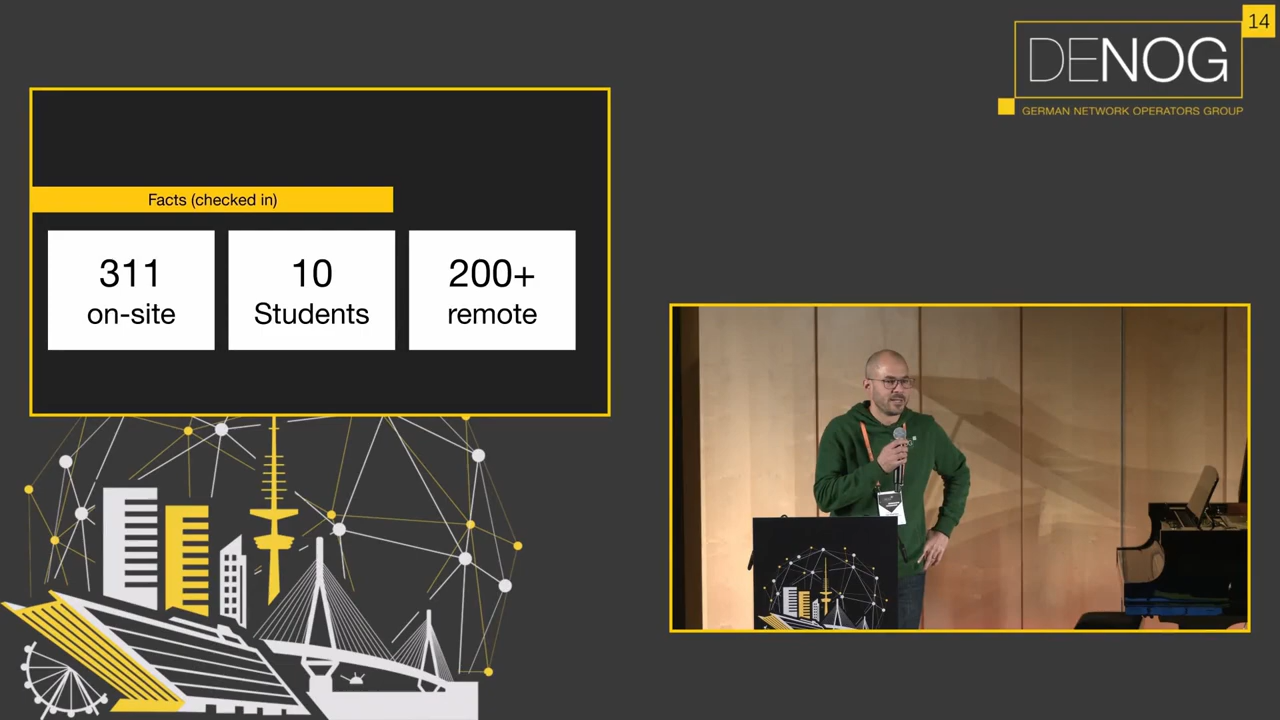 14
DENOG
GERMAN NETWORK OPERATORS GROUP
Facts (checked in)
311
on-site
10
Students
200+
remote